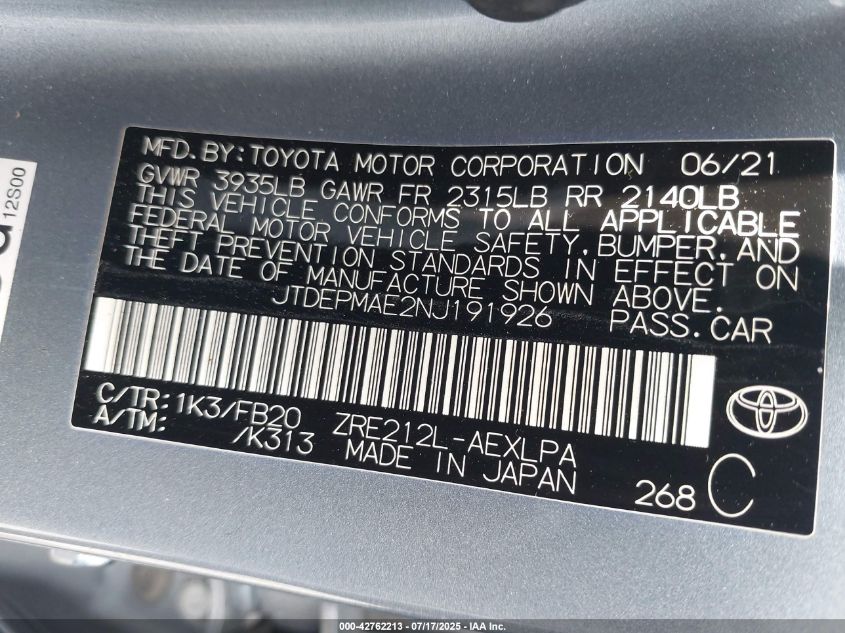 MFD. BY: TOYOTA MOTOR CORPORATION 06/21
GVWR 3935LB GAWR FR 2315LB RR 2140LB
THIS VEHICLE CONFORMS TO ALL APPLICABLE
FEDERAL MOTOR VEHICLE SAFETY, BUMPER, AND
THEFT PREVENTION STANDARDS IN EFFECT ON
THE DATE OF MANUFACTURE SHOWN ABOVE.
JTDEPMAE2NJ191926 PASS. CAR
C/TR: 1K3/FB20 ZRE212L-AEXLPA
A/TM: /K313 MADE IN JAPAN
268 C
12S00
000-42762213 - 07/17/2025 - IAA Inc.